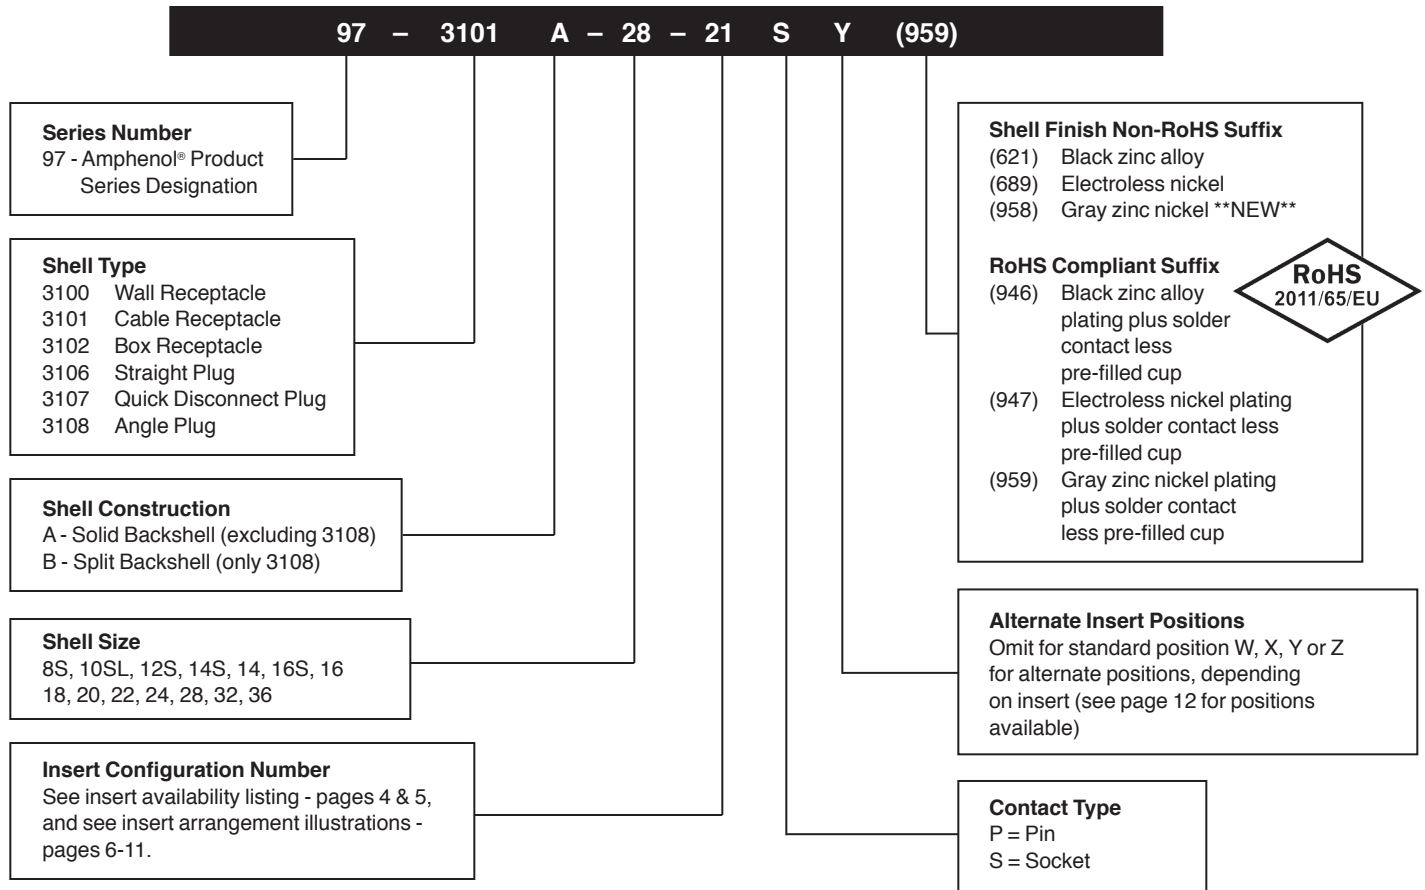 97 – 3101 A – 28 – 21 S Y (959)
Series Number
97 - Amphenol® Product
Series Designation
Shell Type
3100 Wall Receptacle
3101 Cable Receptacle
3102 Box Receptacle
3106 Straight Plug
3107 Quick Disconnect Plug
3108 Angle Plug
Shell Construction
A - Solid Backshell (excluding 3108)
B - Split Backshell (only 3108)
Shell Size
8S, 10SL, 12S, 14S, 14, 16S, 16
18, 20, 22, 24, 28, 32, 36
Insert Configuration Number
See insert availability listing - pages 4 & 5,
and see insert arrangement illustrations -
pages 6-11.
Shell Finish Non-RoHS Suffix
(621) Black zinc alloy
(689) Electroless nickel
(958) Gray zinc nickel **NEW**
RoHS Compliant Suffix
(946) Black zinc alloy
plating plus solder
contact less
pre-filled cup
(947) Electroless nickel plating
plus solder contact less
pre-filled cup
(959) Gray zinc nickel plating
plus solder contact
less pre-filled cup
RoHS
2011/65/EU
Alternate Insert Positions
Omit for standard position W, X, Y or Z
for alternate positions, depending
on insert (see page 12 for positions
available)
Contact Type
P = Pin
S = Socket